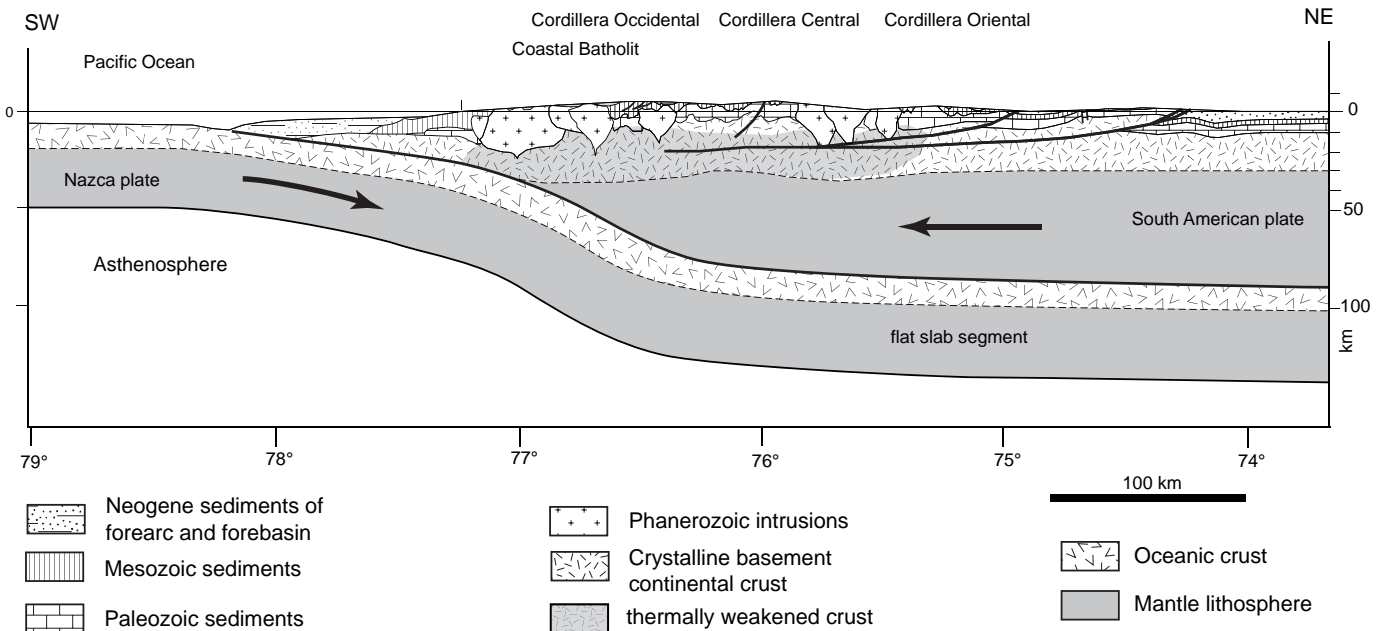 SW
Cordillera Occidental Cordillera Central Cordillera Oriental
NE
Coastal Batholit
Pacific Ocean
0
0
Nazca plate
South American plate
50
Asthenosphere
100
flat slab segment
km
79° 78° 77° 76° 75° 74°
100 km
Neogene sediments of
forearc and forebasin
Mesozoic sediments
Paleozoic sediments
Phanerozoic intrusions
Crystalline basement
continental crust
thermally weakened crust
Oceanic crust
Mantle lithosphere